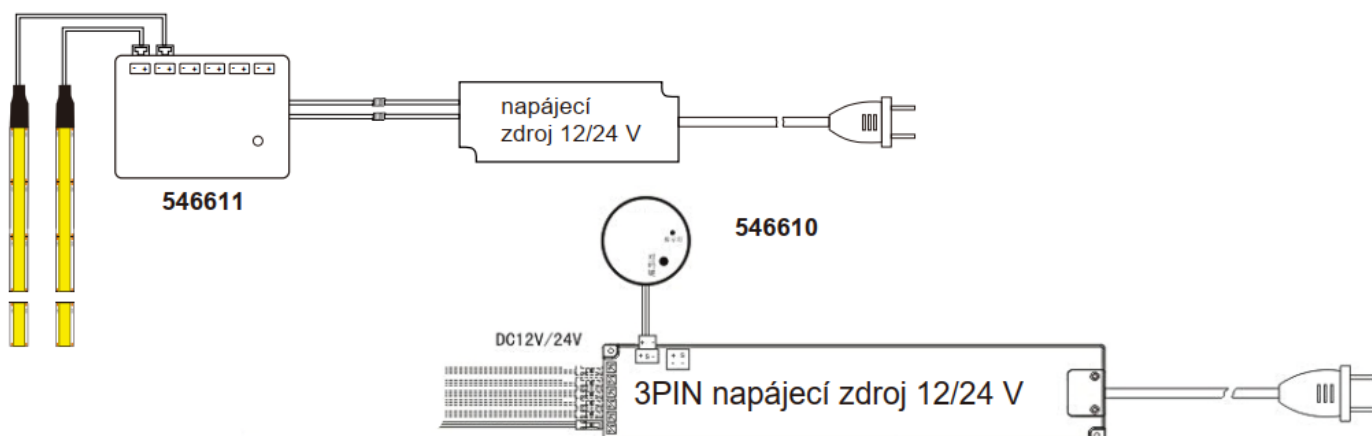 - + - + - + - + - + - +
napájecí
zdroj 12/24 V
546611
546610
DC12V/24V
3PIN napájecí zdroj 12/24 V